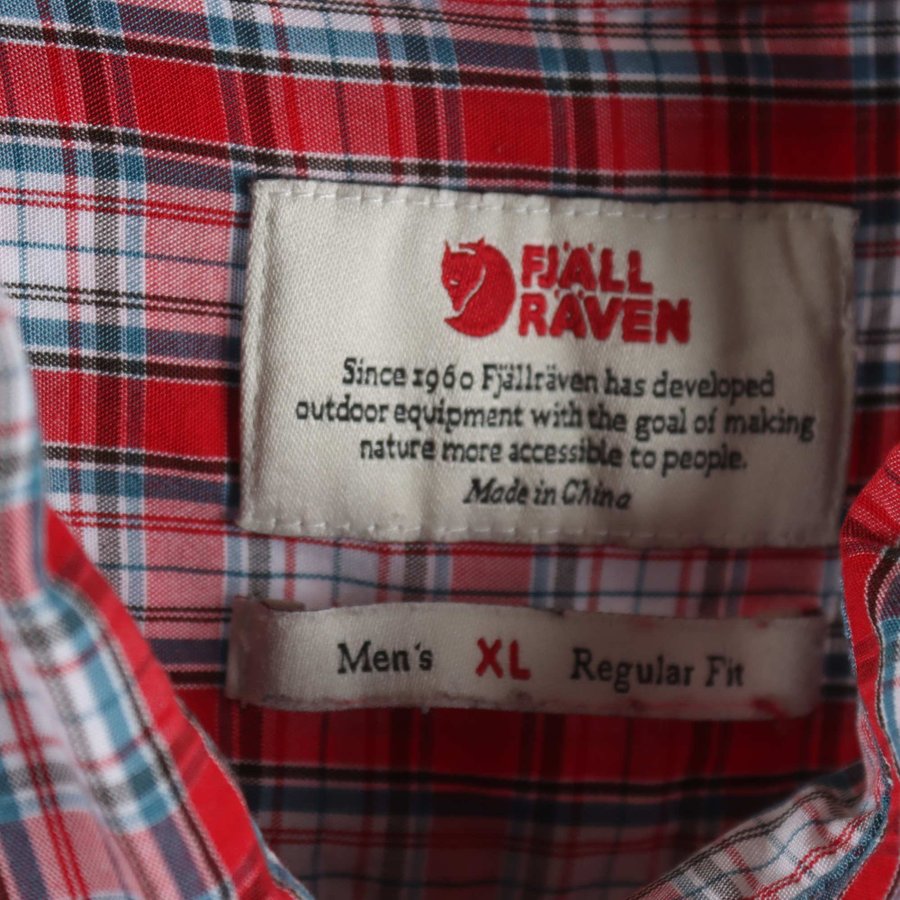 FJÄLL
RÄVEN
Since 1960 Fjällräven has developed
outdoor equipment with the goal of making
nature more accessible to people.
Made in China
Men's XL Regular Fit